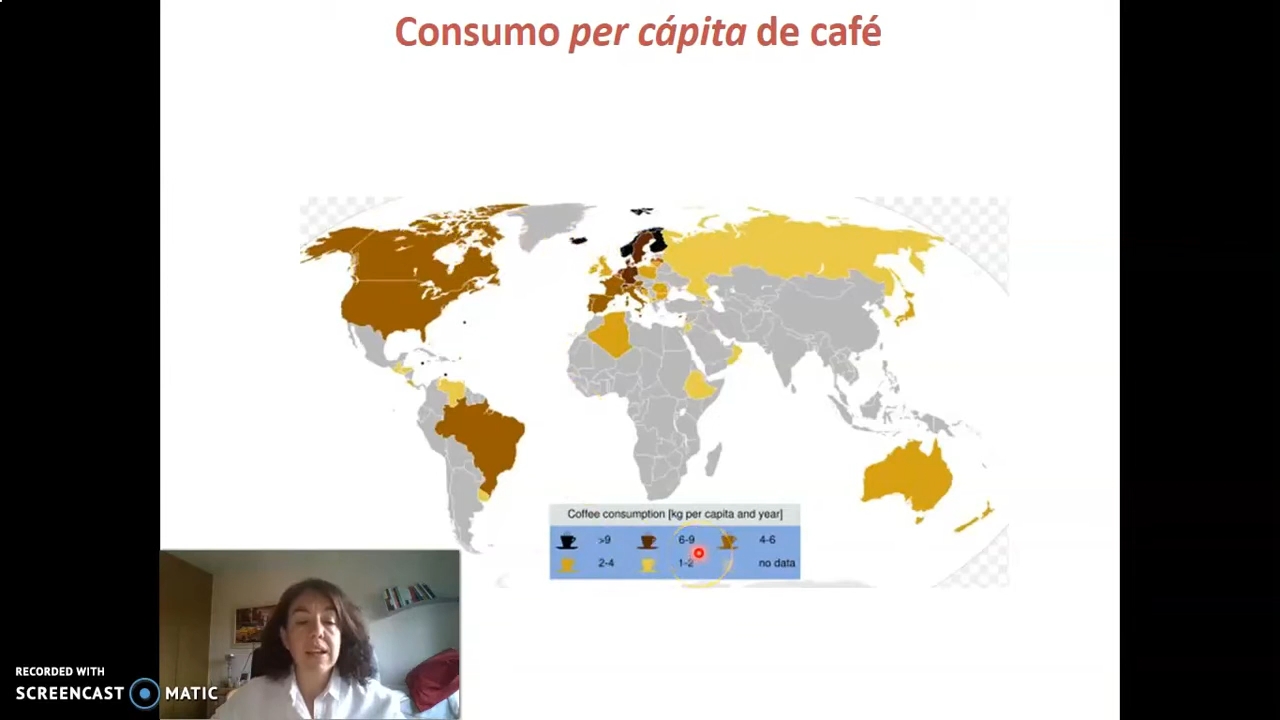 Consumo per cápita de café
Coffee consumption [kg per capita and year]
>9 6-9 4-6
2-4 1-2 no data
RECORDED WITH
SCREENCAST MATIC